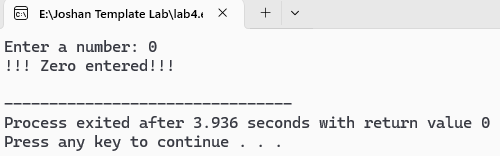 E:\Joshan Template Lab\lab4.e
Enter a number: 0
!!! Zero entered!!!
--------------------------------
Process exited after 3.936 seconds with return value 0
Press any key to continue . . .